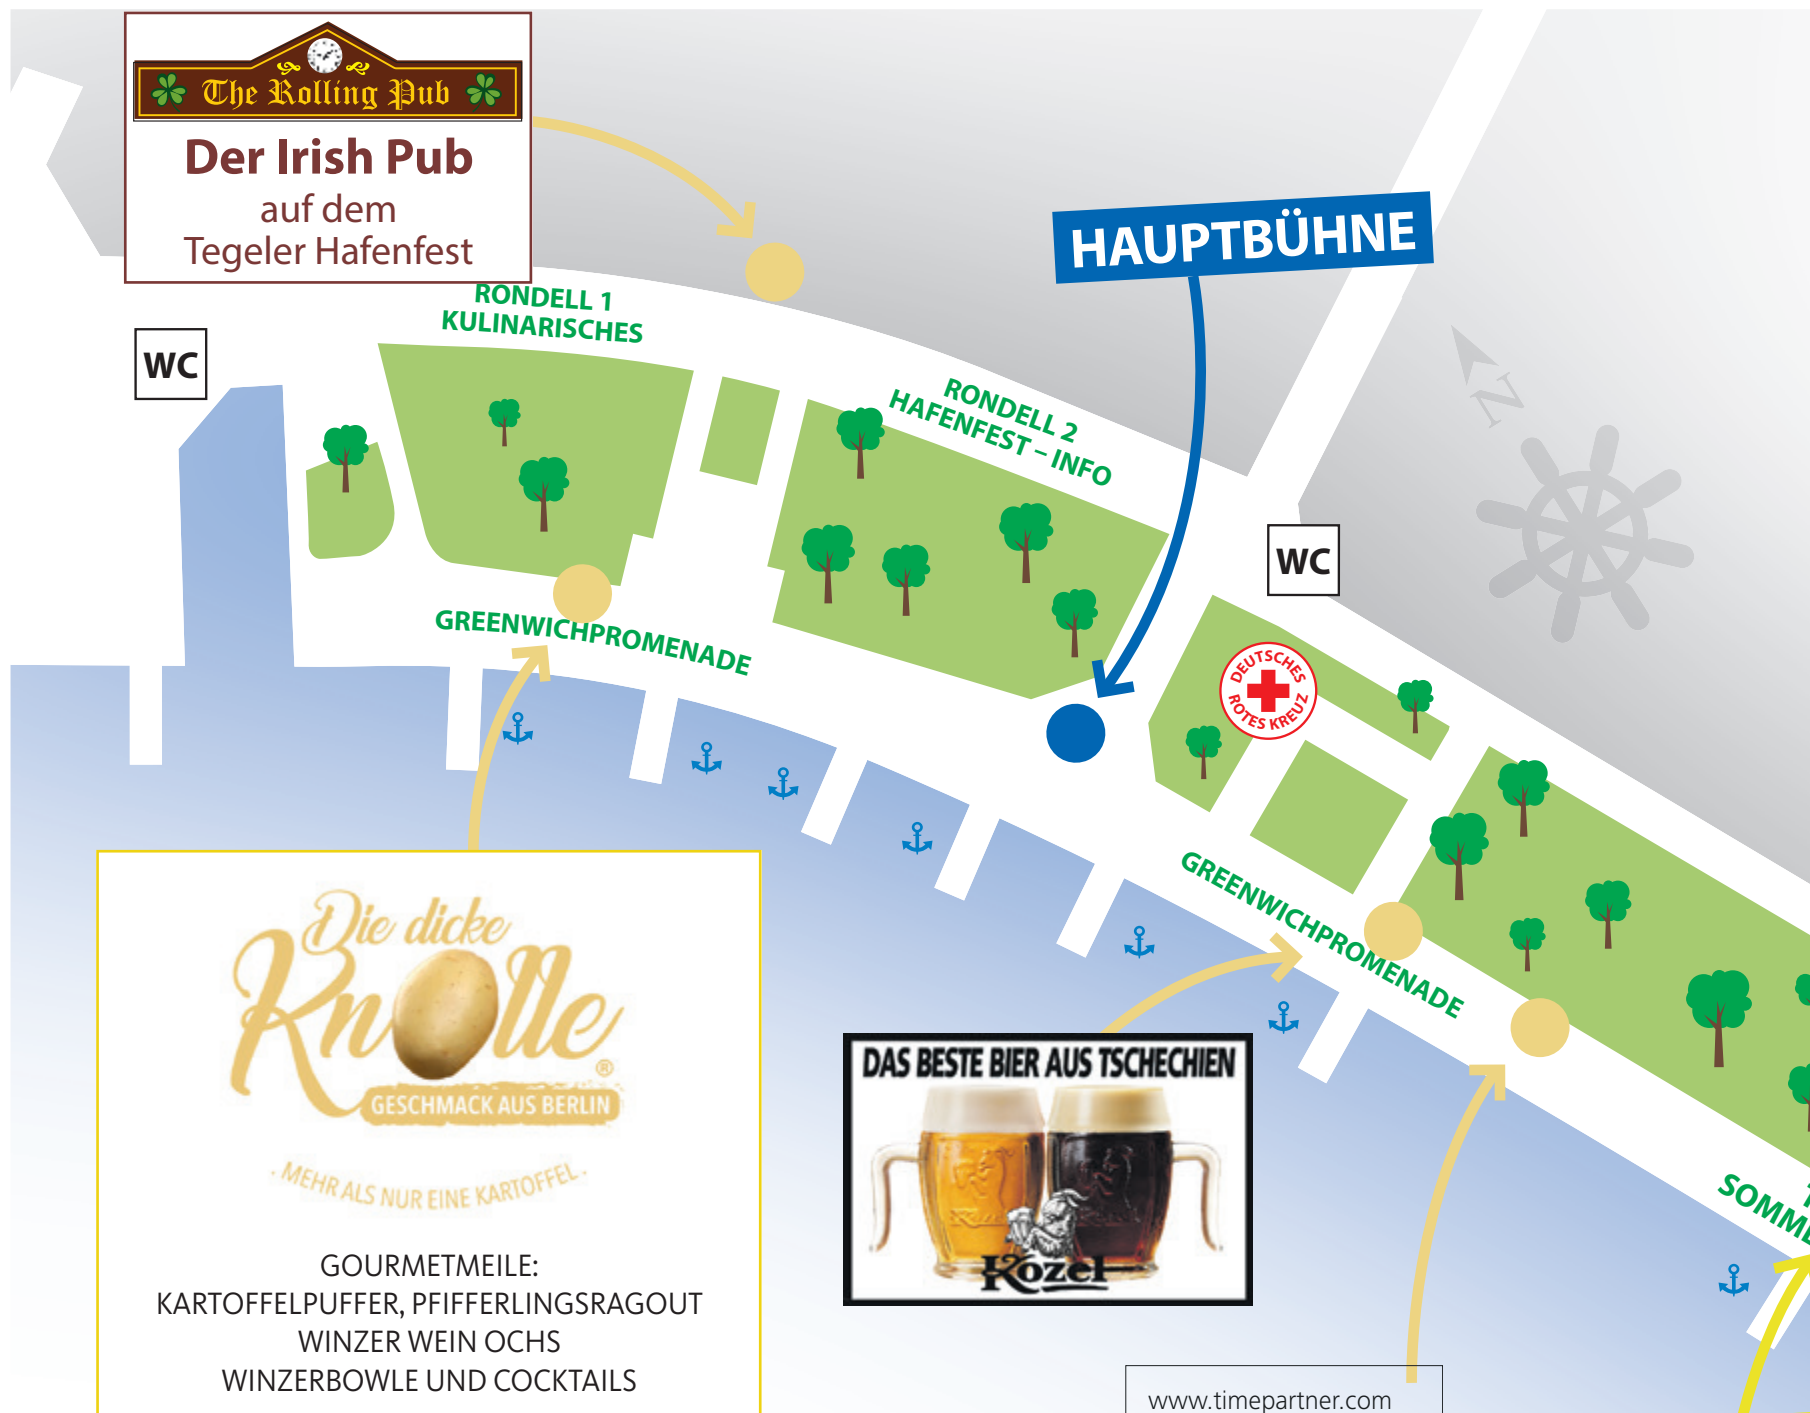 The Rolling Pub
Der Irish Pub
auf dem
Tegeler Hafenfest
HAUPTBÜHNE
RONDELL 1
KULINARISCHES
WC
RONDELL 2
HAFENFEST – INFO
N
WC
GREENWICHPROMENADE
DEUTSCHES
ROTES KREUZ
GREENWICHPROMENADE
Die dicke
Knolle®
GESCHMACK AUS BERLIN
. MEHR ALS NUR EINE KARTOFFEL .
GOURMETMEILE:
KARTOFFELPUFFER, PFIFFERLINGSRAGOUT
WINZER WEIN OCHS
WINZERBOWLE UND COCKTAILS
DAS BESTE BIER AUS TSCHECHIEN
Kozel
SOMME
www.timepartner.com